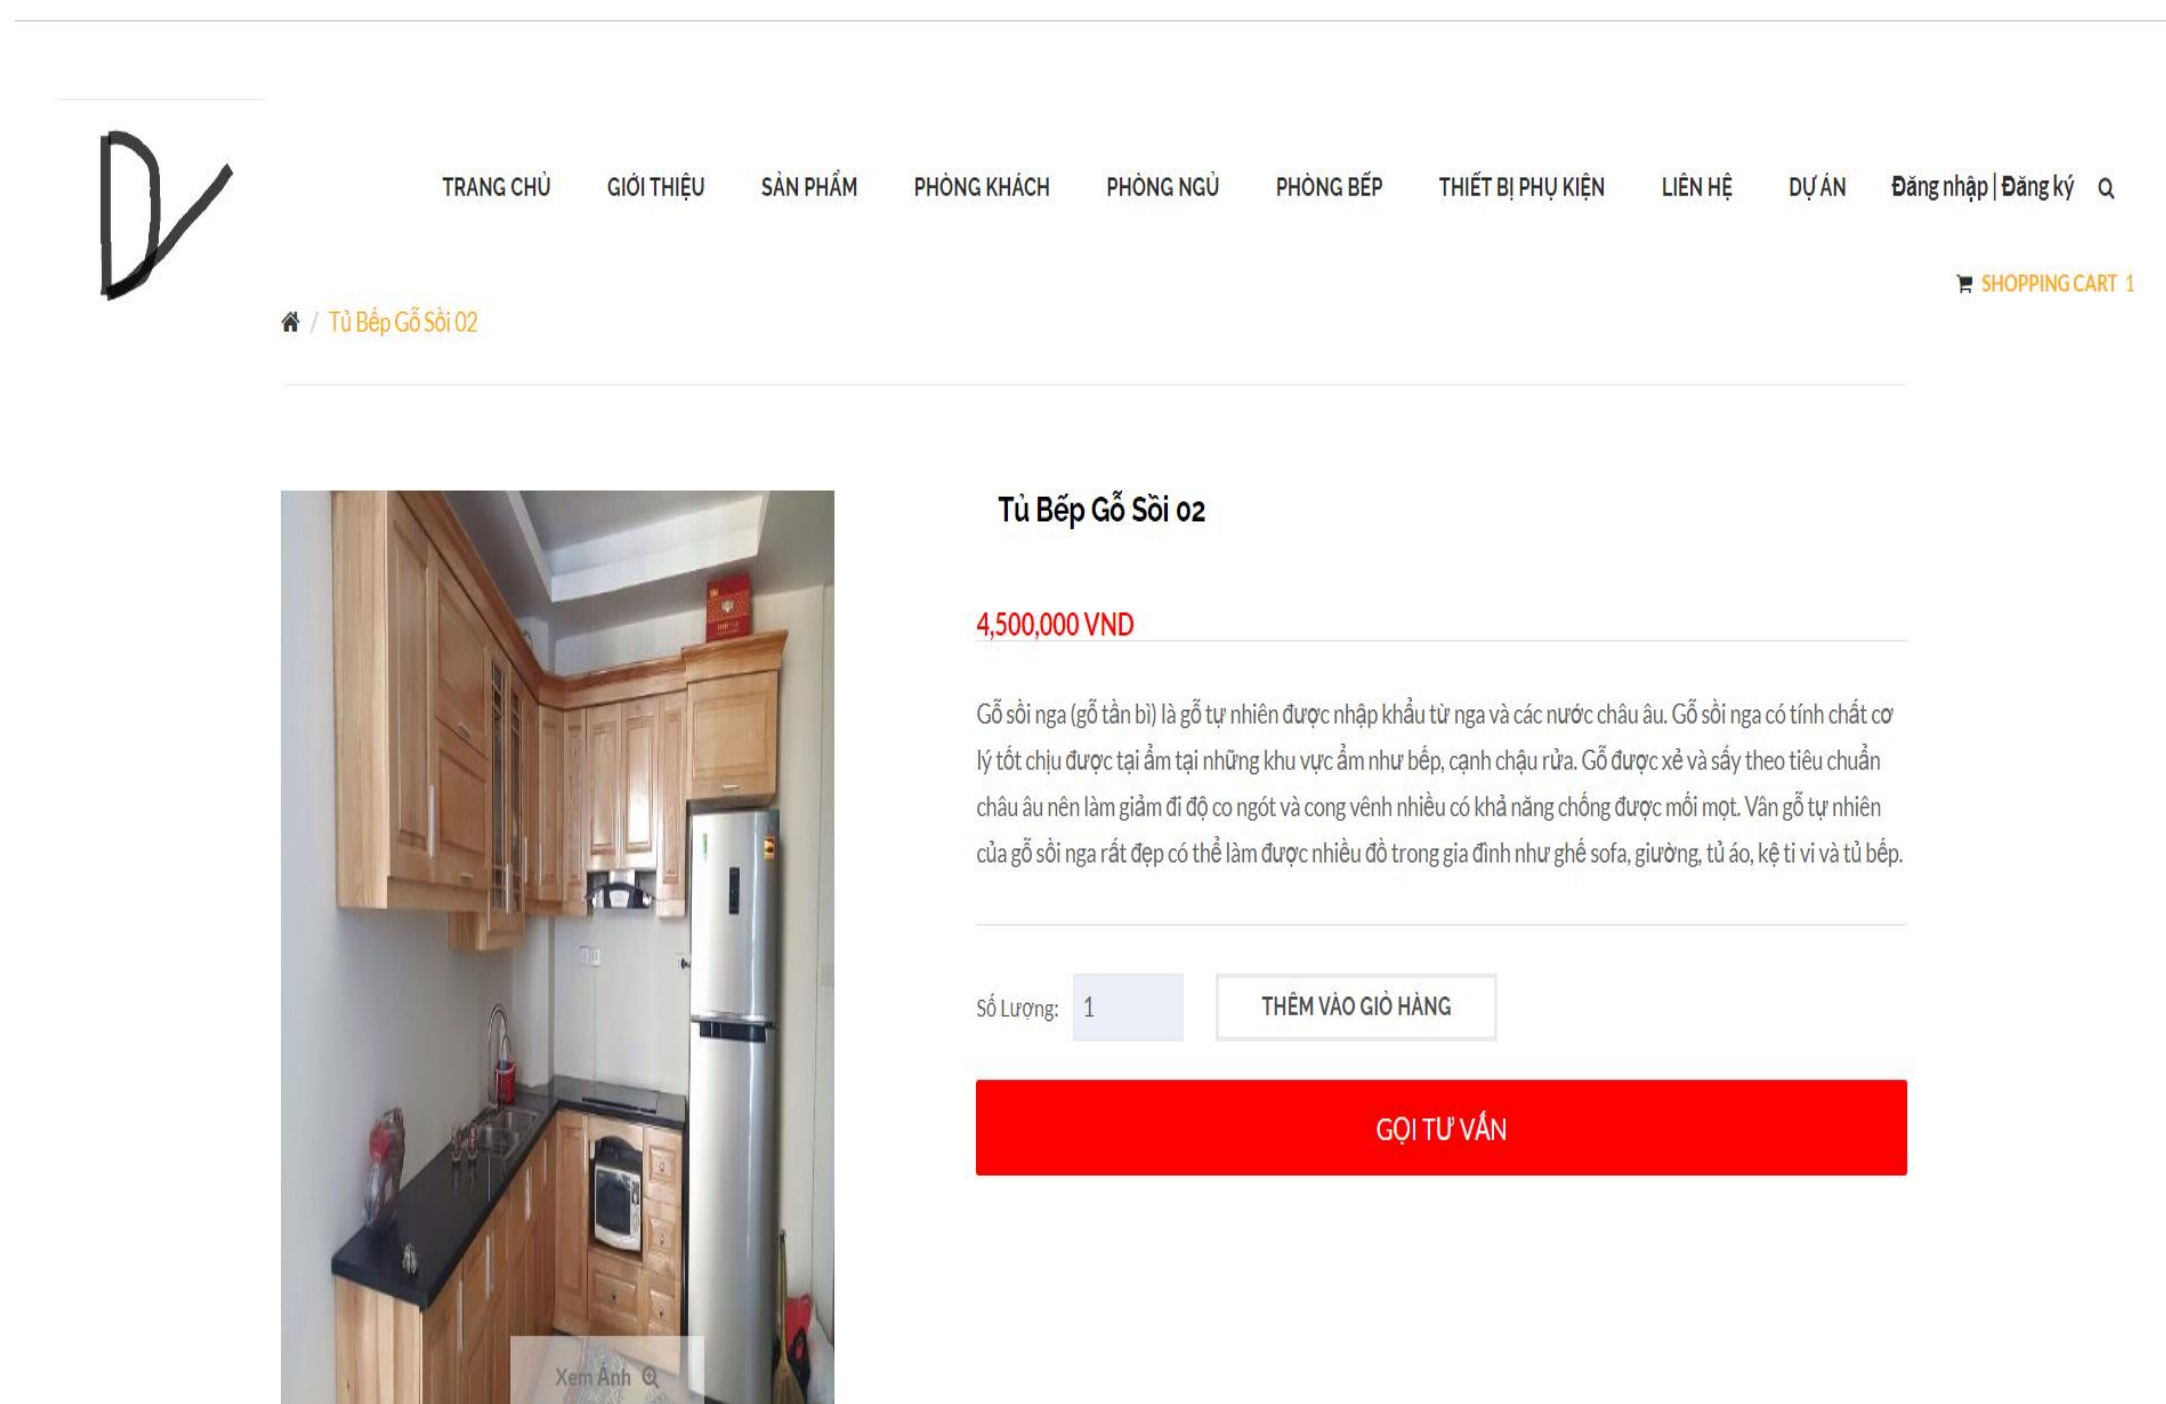 DV
TRANG CHỦ GIỚI THIỆU SẢN PHẨM PHÒNG KHÁCH PHÒNG NGỦ PHÒNG BẾP THIẾT BỊ PHỤ KIỆN LIÊN HỆ DỰ ÁN Đăng nhập | Đăng ký
SHOPPING CART 1
/ Tủ Bếp Gỗ Sồi 02
Tủ Bếp Gỗ Sồi 02
4,500,000 VND
Gỗ sồi nga (gỗ tần bì) là gỗ tự nhiên được nhập khẩu từ nga và các nước châu âu. Gỗ sồi nga có tính chất cơ
lý tốt chịu được tại ẩm tại những khu vực ẩm như bếp, cạnh chậu rửa. Gỗ được xẻ và sấy theo tiêu chuẩn
châu âu nên làm giảm đi độ co ngót và cong vênh nhiều có khả năng chống được mối mọt. Vân gỗ tự nhiên
của gỗ sồi nga rất đẹp có thể làm được nhiều đồ trong gia đình như ghế sofa, giường, tủ áo, kệ ti vi và tủ bếp.
Số Lượng: 1 THÊM VÀO GIỎ HÀNG
GỌI TƯ VẤN
Xem Ảnh